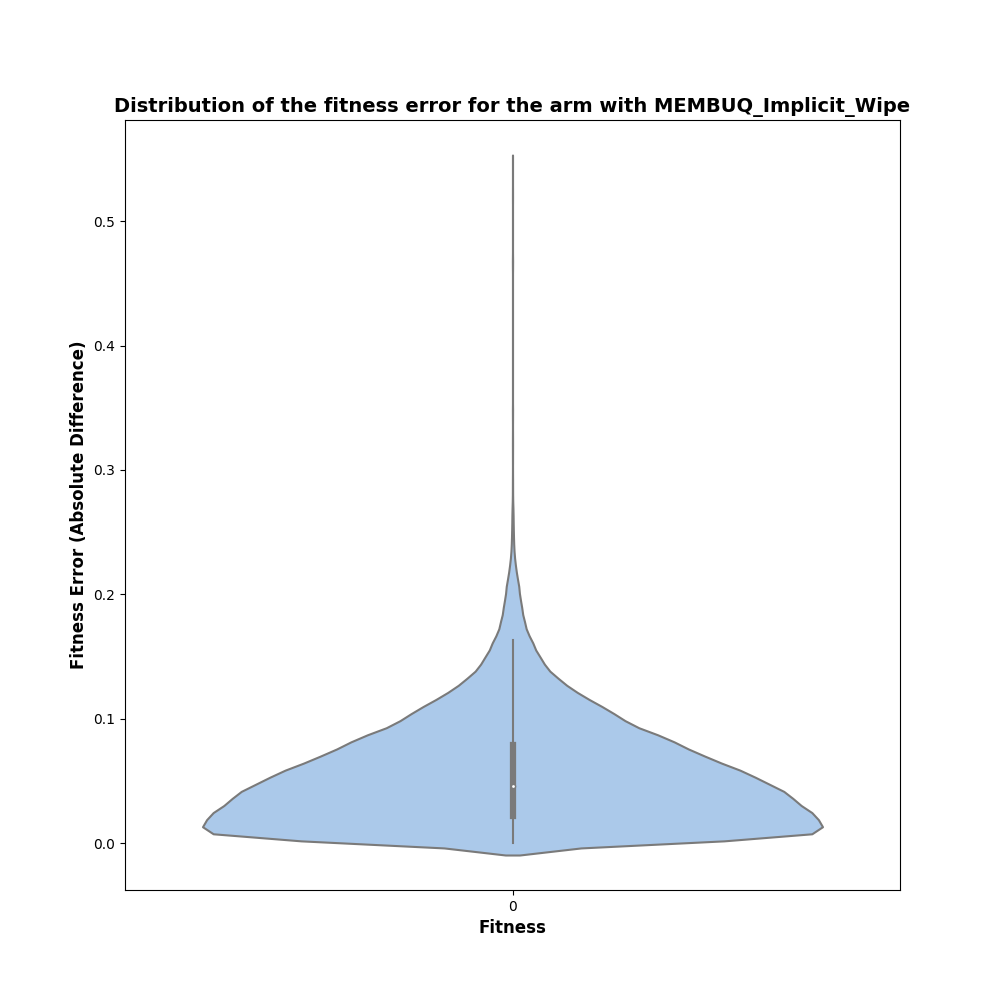 Distribution of the fitness error for the arm with MEMBUQ_Implicit_Wipe
Fitness Error (Absolute Difference)
0.5
0.4
0.3
0.2
0.1
0.0
0
Fitness